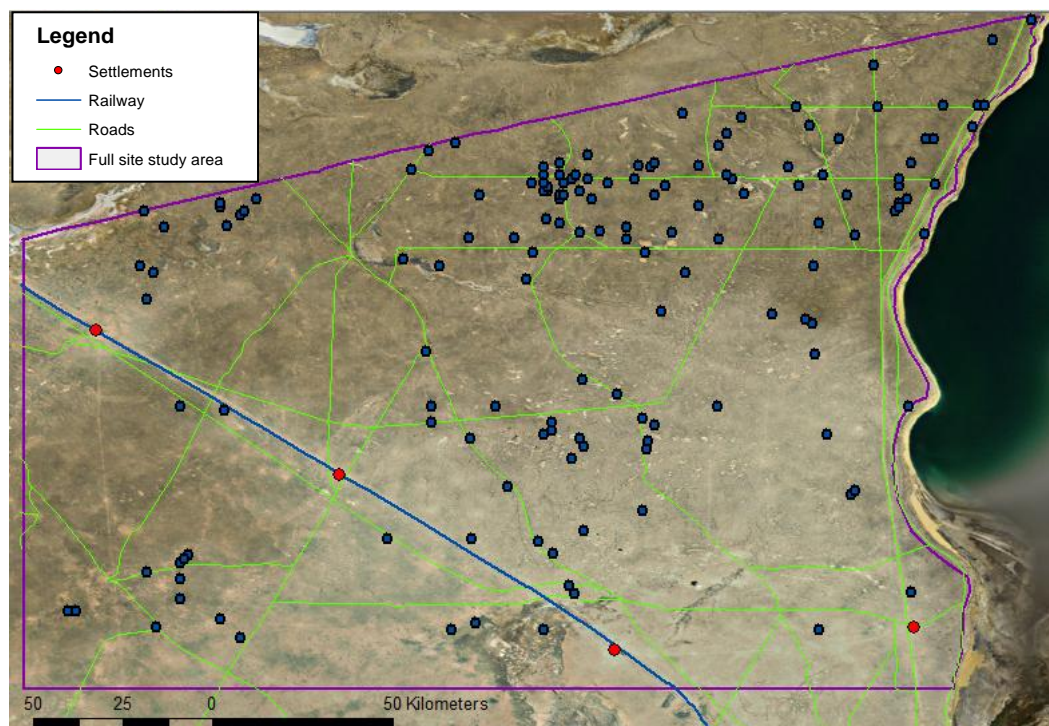 Legend
Settlements
Railway
Roads
Full site study area
50 25 0 50 Kilometers